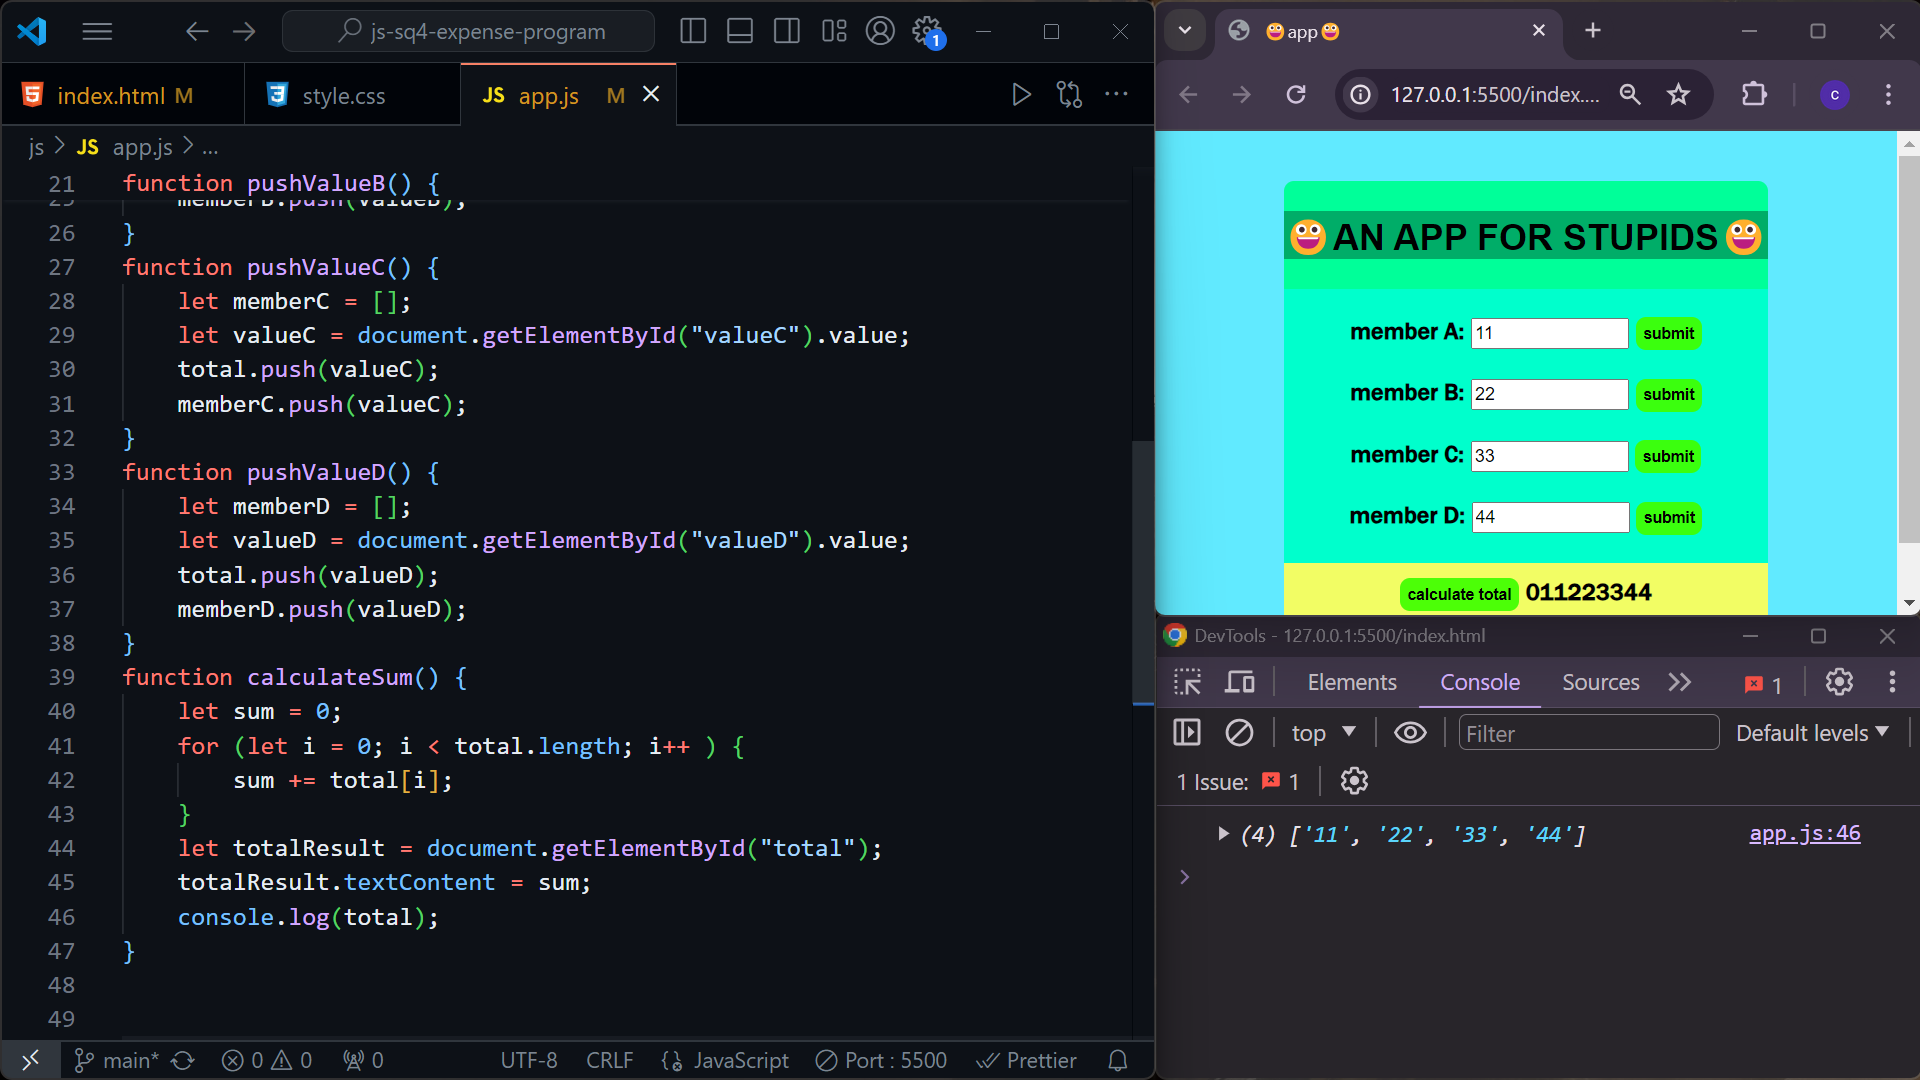 js-sq4-expense-program
1
index.html M
style.css
JS app.js M
js > JS app.js > ...
21 function pushValueB() {
25 memberB.push(valueB);
26 }
27 function pushValueC() {
28 let memberC = [];
29 let valueC = document.getElementById("valueC").value;
30 total.push(valueC);
31 memberC.push(valueC);
32 }
33 function pushValueD() {
34 let memberD = [];
35 let valueD = document.getElementById("valueD").value;
36 total.push(valueD);
37 memberD.push(valueD);
38 }
39 function calculateSum() {
40 let sum = 0;
41 for (let i = 0; i < total.length; i++ ) {
42 sum += total[i];
43 }
44 let totalResult = document.getElementById("total");
45 totalResult.textContent = sum;
46 console.log(total);
47 }
48
49
main* 0 0 0 UTF-8 CRLF JavaScript Port : 5500 Prettier
😀app😀
127.0.0.1:5500/index....
c
😀AN APP FOR STUPIDS😀
member A: 11 submit
member B: 22 submit
member C: 33 submit
member D: 44 submit
calculate total 011223344
DevTools - 127.0.0.1:5500/index.html
Elements Console Sources 1
top Filter Default levels
1 Issue: 1
(4) ['11', '22', '33', '44'] app.js:46